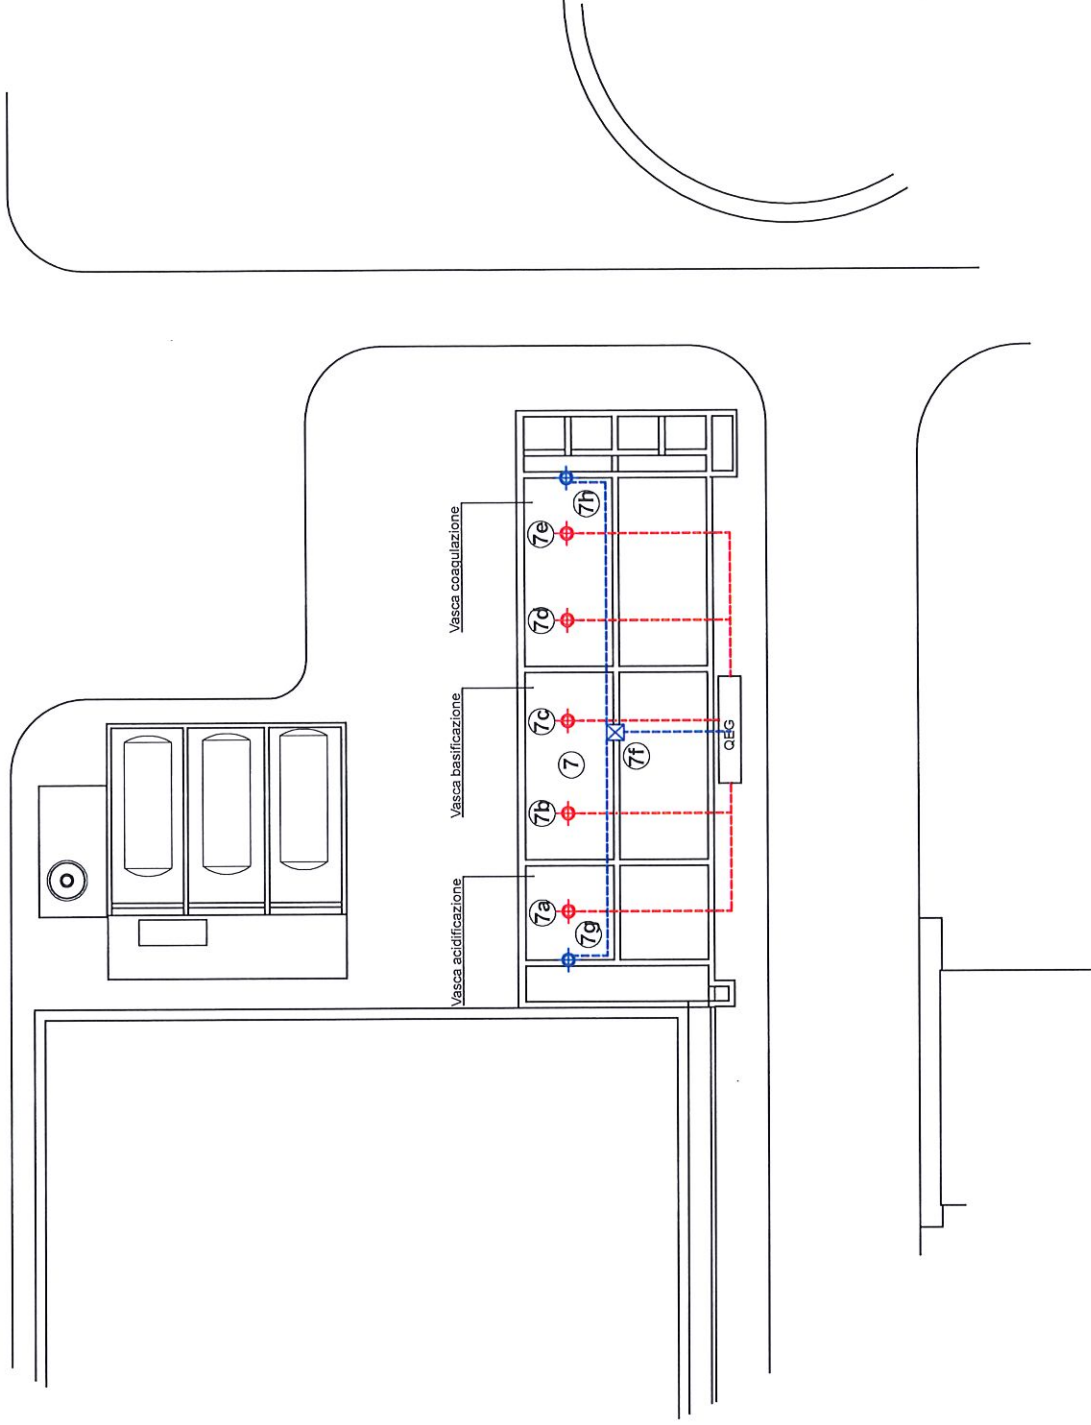 Vasca coagulazione
7h
7e
7d
Vasca basificazione
7c
7
7f
QEG
7b
Vasca acidificazione
7a
7g